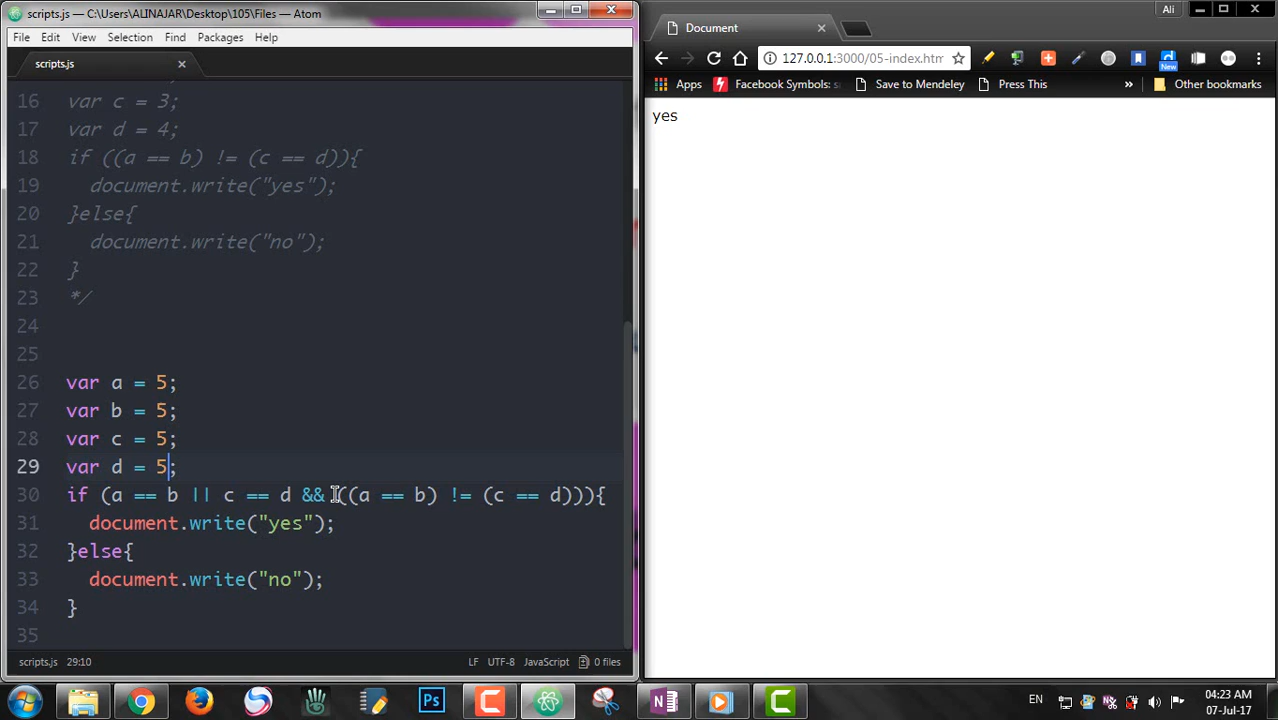 scripts.js — C:\Users\ALINAJAR\Desktop\105\Files — Atom
File Edit View Selection Find Packages Help
scripts.js
16 var c = 3;
17 var d = 4;
18 if ((a == b) != (c == d)){
19 document.write("yes");
20 }else{
21 document.write("no");
22 }
23 */
24
25
26 var a = 5;
27 var b = 5;
28 var c = 5;
29 var d = 5;
30 if (a == b || c == d && ((a == b) != (c == d))){
31 document.write("yes");
32 }else{
33 document.write("no");
34 }
35
scripts.js 29:10 LF UTF-8 JavaScript 0 files
Ali
Document
127.0.0.1:3000/05-index.htm
New
Apps Facebook Symbols: Save to Mendeley Press This » Other bookmarks
yes
Ps
EN 04:23 AM
07-Jul-17